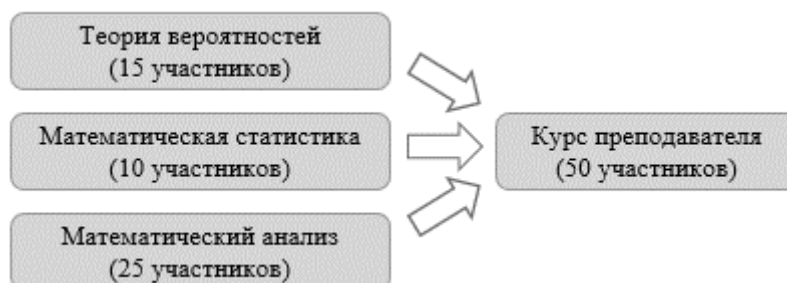 Теория вероятностей
(15 участников)
Математическая статистика
(10 участников)
Математический анализ
(25 участников)
Курс преподавателя
(50 участников)